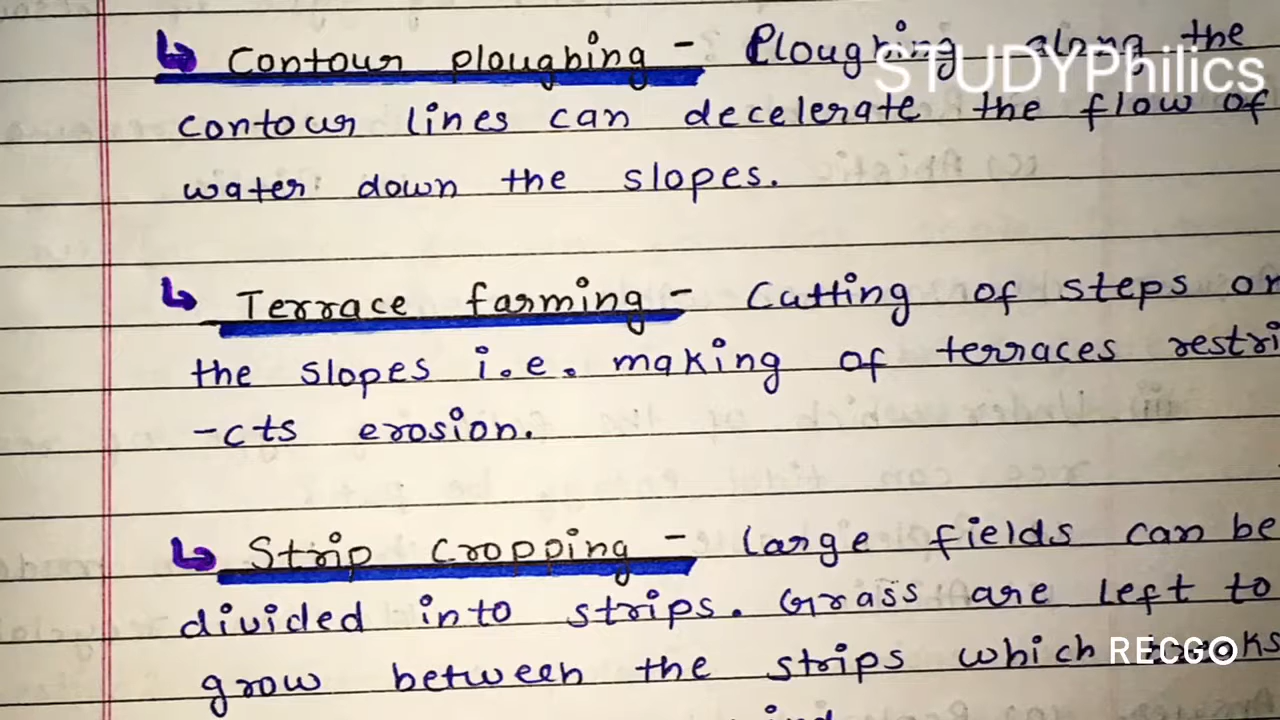 Contour ploughing - Ploughing along the
STUDYPhilics
contour lines can decelerate the flow of
water down the slopes.
Terrace farming - Cutting of steps on
the slopes i.e. making of terraces restri
-cts erosion.
Strip cropping - Large fields can be
divided into strips. Grass are left to
grow between the strips which
RECGO